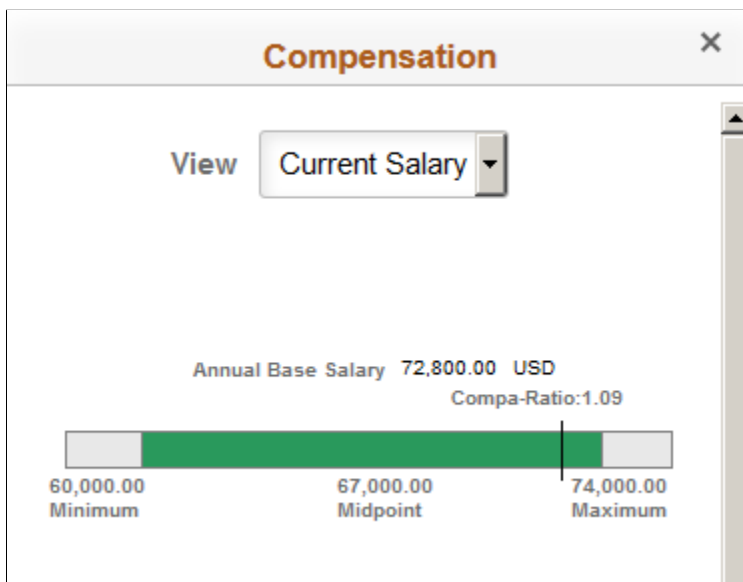 Compensation
View Current Salary
Annual Base Salary 72,800.00 USD
Compa-Ratio:1.09
60,000.00 67,000.00 74,000.00
Minimum Midpoint Maximum